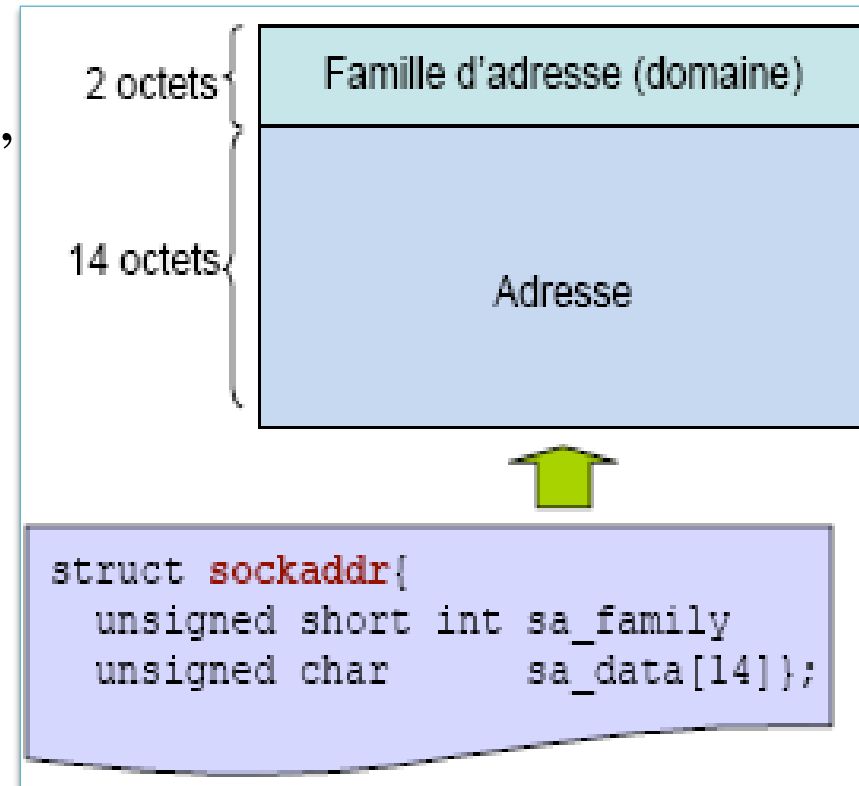 2 octets
Famille d'adresse (domaine)
,
14 octets
Adresse
struct sockaddr{
unsigned short int sa_family
unsigned char sa_data[14]};